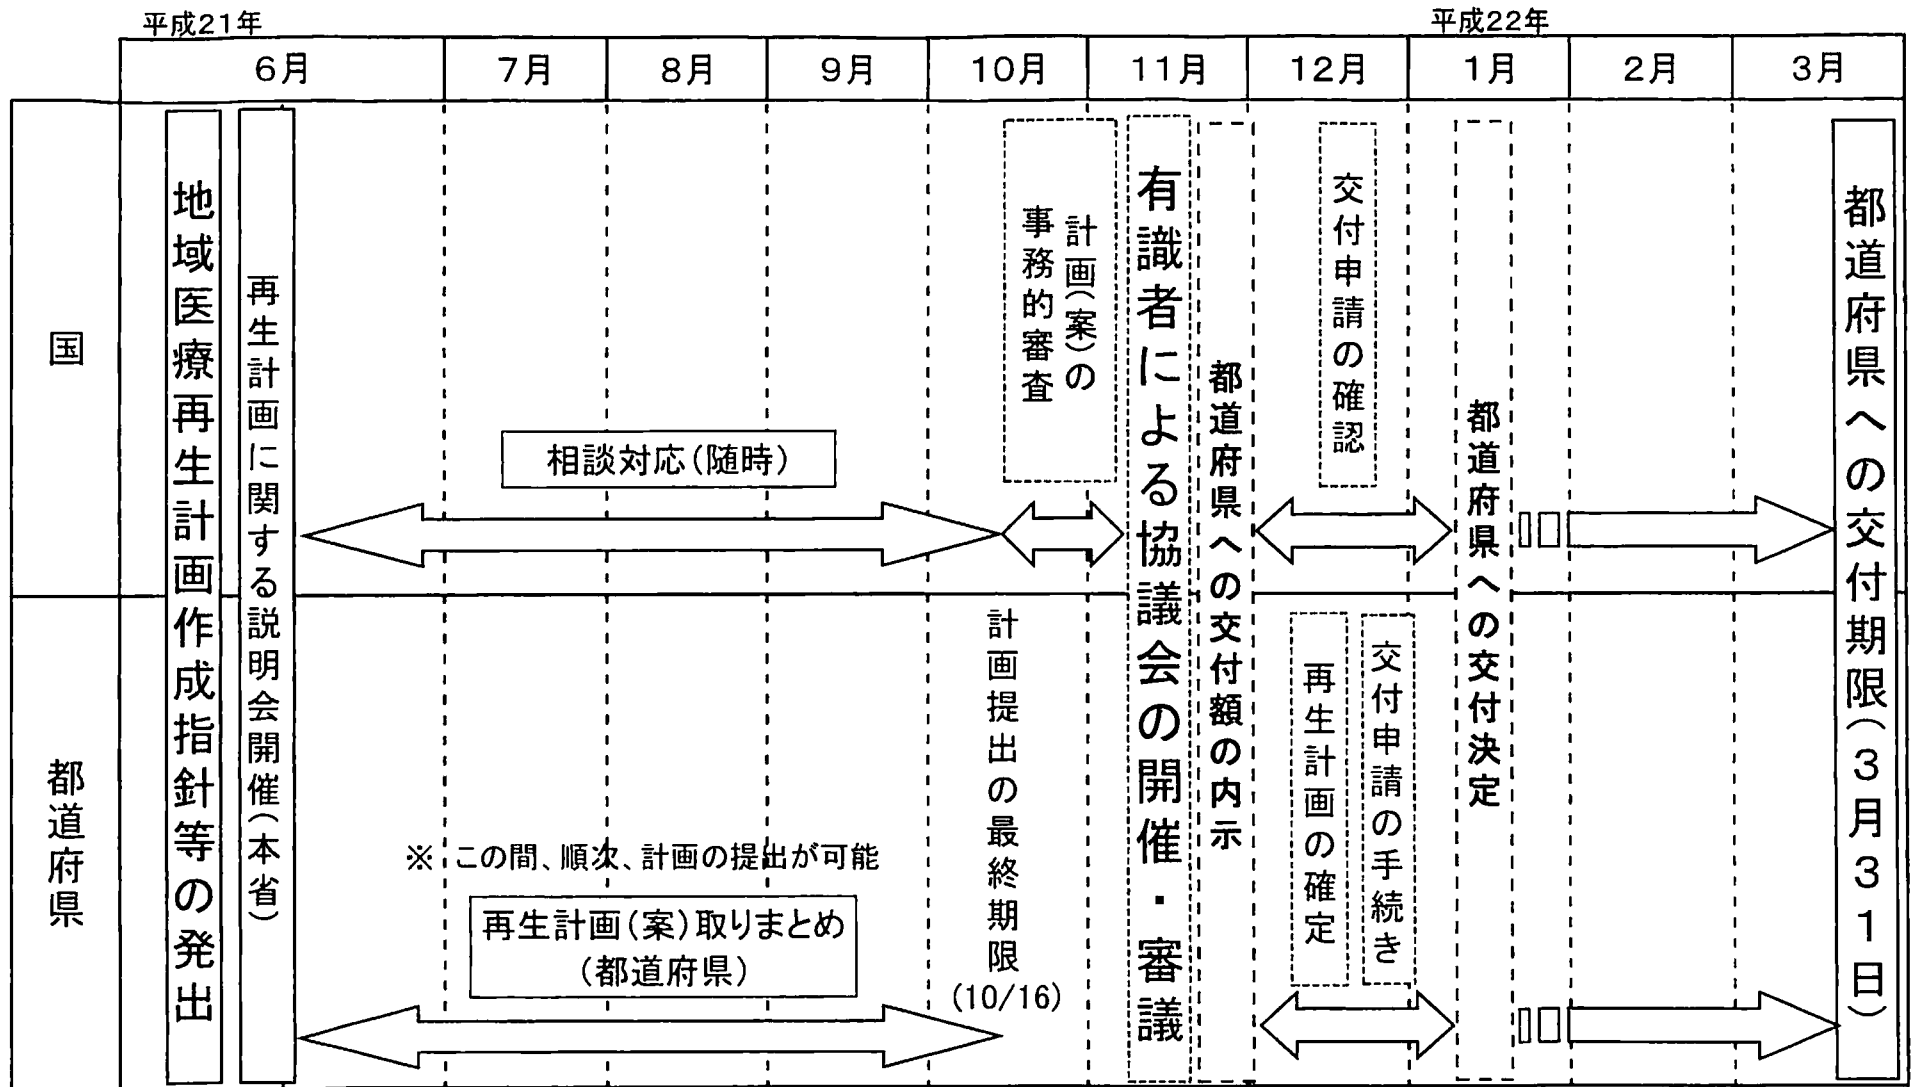 平成21年
平成22年
6月
7月
8月
9月
10月
11月
12月
1月
2月
3月
国
都道府県
地域医療再生計画作成指針等の発出
再生計画に関する説明会開催(本省)
相談対応(随時)
計画(案)の
事務的審査
有識者による協議会の開催・審議
都道府県への交付額の内示
交付申請の確認
都道府県への交付決定
都道府県への交付期限(3月31日)
※ この間、順次、計画の提出が可能
再生計画(案)取りまとめ
(都道府県)
計画提出の最終期限
(10/16)
再生計画の確定
交付申請の手続き